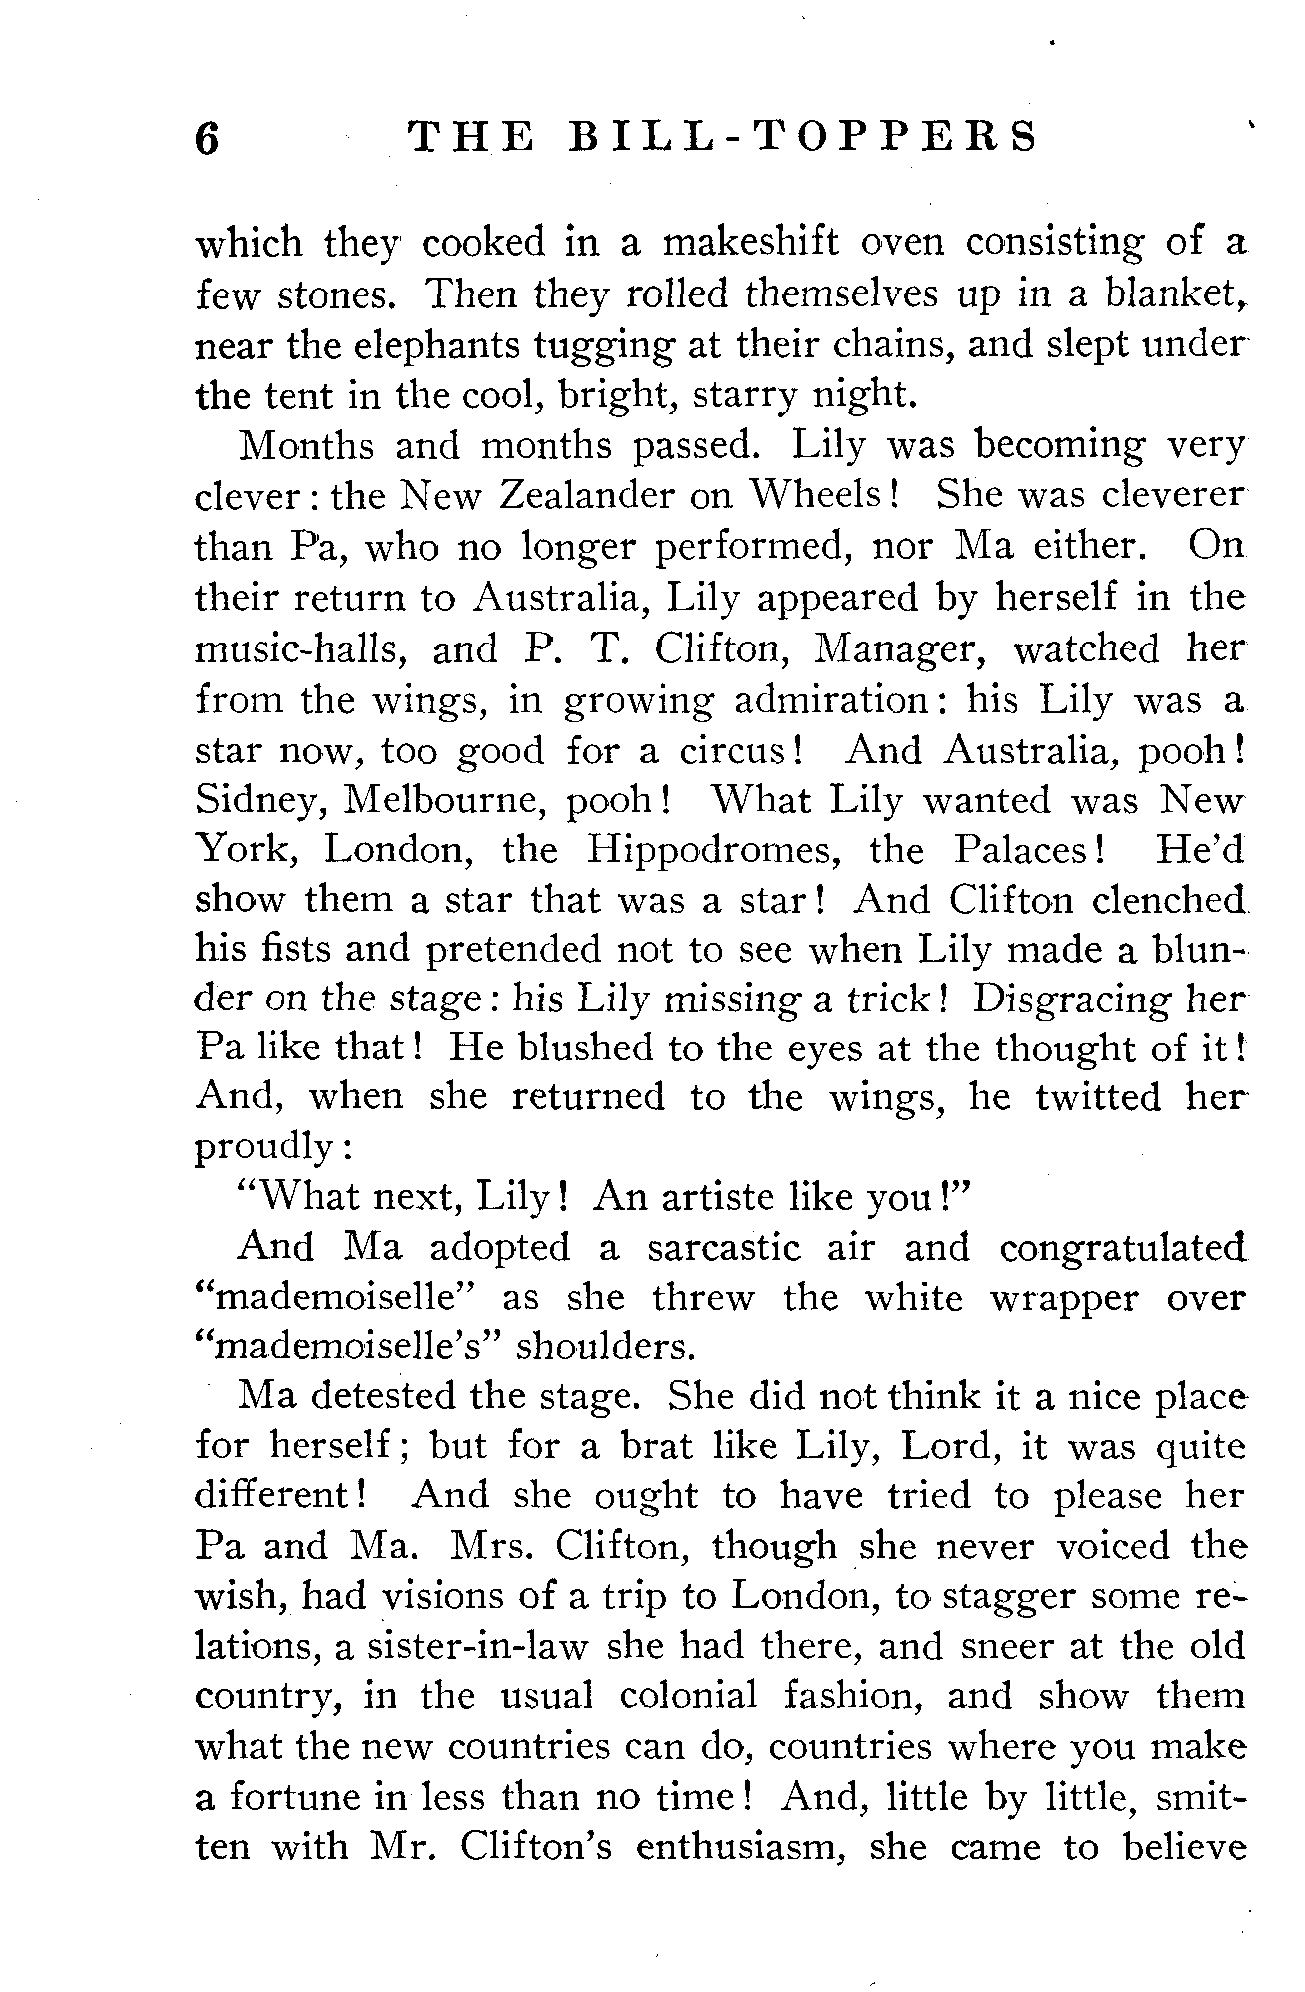 6 THE BILL-TOPPERS
which they cooked in a makeshift oven consisting of a
few stones. Then they rolled themselves up in a blanket,
near the elephants tugging at their chains, and slept under
the tent in the cool, bright, starry night.
Months and months passed. Lily was becoming very
clever: the New Zealander on Wheels! She was cleverer
than Pa, who no longer performed, nor Ma either. On
their return to Australia, Lily appeared by herself in the
music-halls, and P. T. Clifton, Manager, watched her
from the wings, in growing admiration: his Lily was a
star now, too good for a circus! And Australia, pooh!
Sidney, Melbourne, pooh! What Lily wanted was New
York, London, the Hippodromes, the Palaces! He'd
show them a star that was a star! And Clifton clenched
his fists and pretended not to see when Lily made a blun-
der on the stage: his Lily missing a trick! Disgracing her
Pa like that! He blushed to the eyes at the thought of it!
And, when she returned to the wings, he twitted her
proudly:
"What next, Lily! An artiste like you!"
And Ma adopted a sarcastic air and congratulated
"mademoiselle" as she threw the white wrapper over
"mademoiselle's" shoulders.
Ma detested the stage. She did not think it a nice place
for herself; but for a brat like Lily, Lord, it was quite
different! And she ought to have tried to please her
Pa and Ma. Mrs. Clifton, though she never voiced the
wish, had visions of a trip to London, to stagger some re-
lations, a sister-in-law she had there, and sneer at the old
country, in the usual colonial fashion, and show them
what the new countries can do, countries where you make
a fortune in less than no time! And, little by little, smit-
ten with Mr. Clifton's enthusiasm, she came to believe